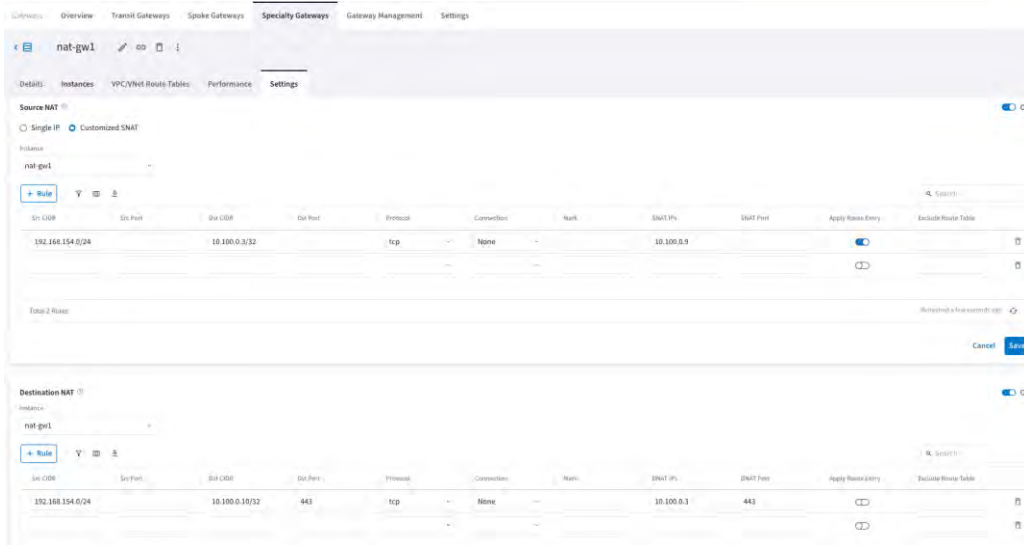 Gateways Overview Transit Gateways Spoke Gateways Specialty Gateways Gateway Management Settings
nat-gw1
Details Instances VPC/VNet Route Tables Performance Settings
Source NAT
Single IP Customized SNAT
Instance
nat-gw1
+ Rule Search
Src CIDR Src Port Dst CIDR Dst Port Protocol Connection Mark SNAT IPs SNAT Port Apply Route Entry Exclude Route Table
192.168.154.0/24 10.100.0.3/32 tcp None 10.100.0.9
Total 2 Rows Refreshed a few seconds ago
Cancel Save
Destination NAT
Instance
nat-gw1
+ Rule Search
Src CIDR Src Port Dst CIDR Dst Port Protocol Connection Mark DNAT IPs DNAT Port Apply Route Entry Exclude Route Table
192.168.154.0/24 10.100.0.10/32 443 tcp None 10.100.0.3 443